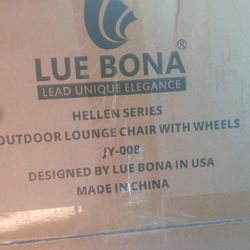 LUE BONA®
LEAD UNIQUE ELEGANCE
HELLEN SERIES
OUTDOOR LOUNGE CHAIR WITH WHEELS
JY-008
DESIGNED BY LUE BONA IN USA
MADE IN CHINA